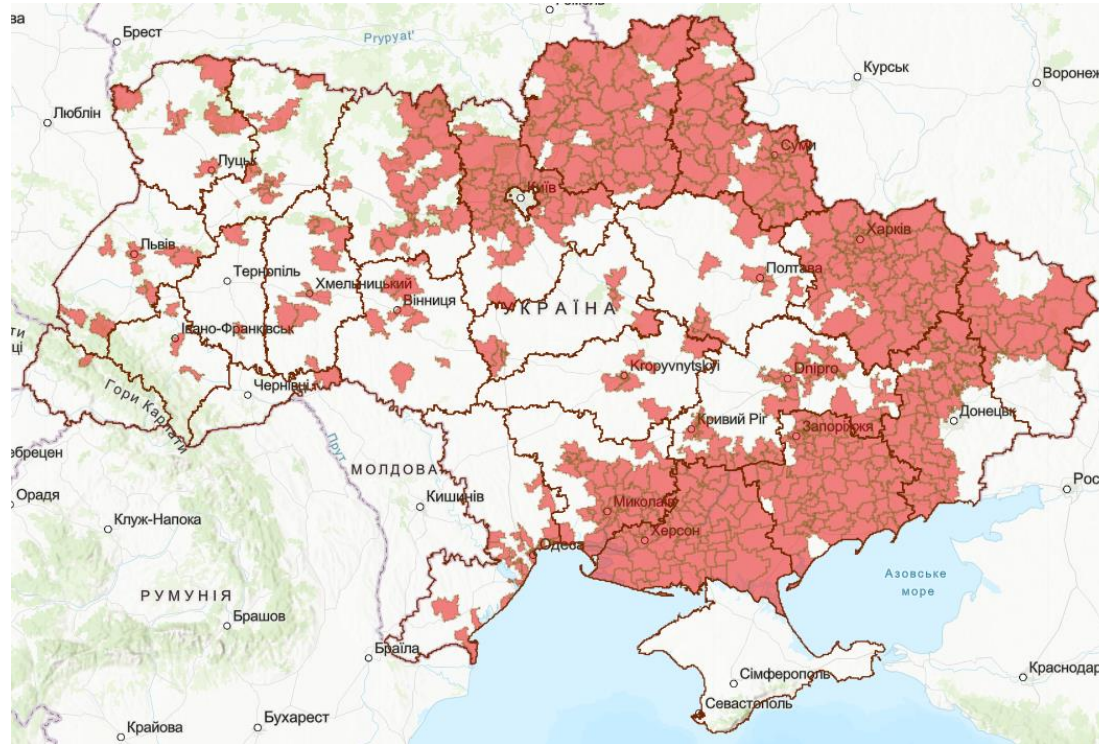 Брест
Prypyat'
Курськ
Воронеж
Люблін
Луцьк
Суми
Київ
Харків
Львів
Тернопіль
Хмельницький
Вінниця
Полтава
УКРАЇНА
Івано-Франківськ
Kropyvnytskyi
Dnipro
Чернівці
Гори Карпати
Кривий Ріг
Запоріжжя
Донецьк
Прут
МОЛДОВА
ебрецен
Рос
Орадя
Кишинів
Миколаїв
Клуж-Напока
Херсон
Одеса
Азовське
море
РУМУНІЯ
Брашов
Браїла
Сімферополь
Краснодар
Севастополь
Бухарест
Крайова